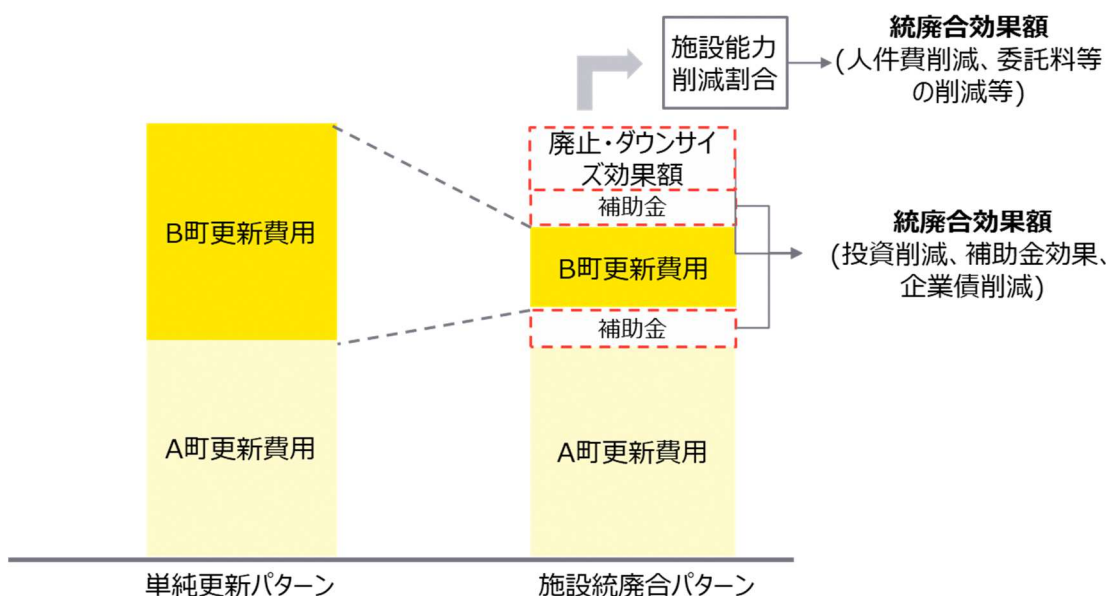 施設能力
削減割合
統廃合効果額
(人件費削減、委託料等
の削減等)
廃止・ダウンサイ
ズ効果額
補助金
B町更新費用
B町更新費用
統廃合効果額
(投資削減、補助金効果、
企業債削減)
補助金
A町更新費用
A町更新費用
単純更新パターン
施設統廃合パターン